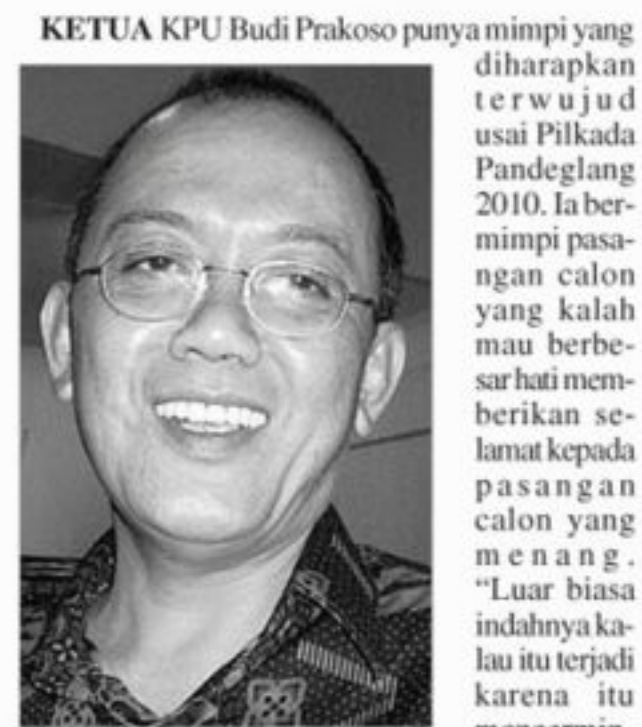 KETUA KPU Budi Prakoso punya mimpi yang
diharapkan
terwujud
usai Pilkada
Pandeglang
2010. Ia ber-
mimpi pasa-
ngan calon
yang kalah
mau berbe-
sar hati mem-
berikan se-
lamat kepada
pasangan
calon yang
menang.
“Luar biasa
indahnya ka-
lau itu terjadi
karena itu